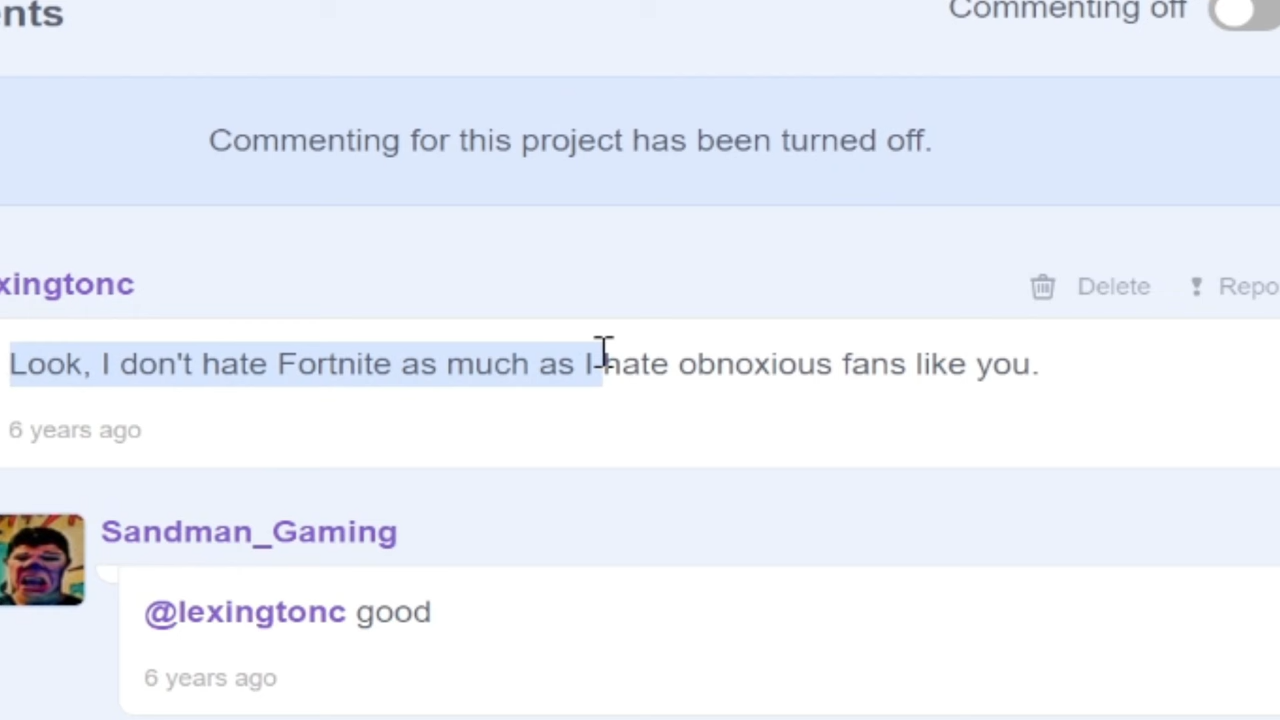 nts
Commenting off
Commenting for this project has been turned off.
xingtonc
Delete
Repo
Look, I don't hate Fortnite as much as I hate obnoxious fans like you.
6 years ago
Sandman_Gaming
@lexingtonc good
6 years ago